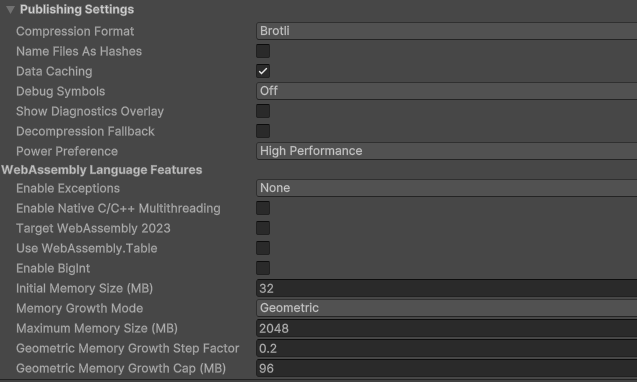 Publishing Settings
Compression Format Brotli
Name Files As Hashes
Data Caching
Debug Symbols Off
Show Diagnostics Overlay
Decompression Fallback
Power Preference High Performance
WebAssembly Language Features
Enable Exceptions None
Enable Native C/C++ Multithreading
Target WebAssembly 2023
Use WebAssembly.Table
Enable BigInt
Initial Memory Size (MB) 32
Memory Growth Mode Geometric
Maximum Memory Size (MB) 2048
Geometric Memory Growth Step Factor 0.2
Geometric Memory Growth Cap (MB) 96